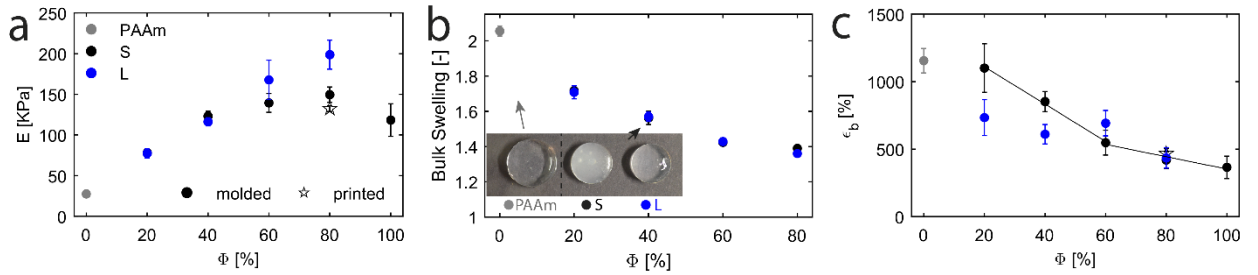 a
E [KPa]
250
200
150
100
50
0
PAAm
S
L
molded
printed
0 20 40 60 80 100
Φ [%]
b
Bulk Swelling [-]
2
1.8
1.6
1.4
1.2
1
PAAm S L
0 20 40 60 80
Φ [%]
c
ϵb [%]
1500
1000
500
0
0 20 40 60 80 100
Φ [%]